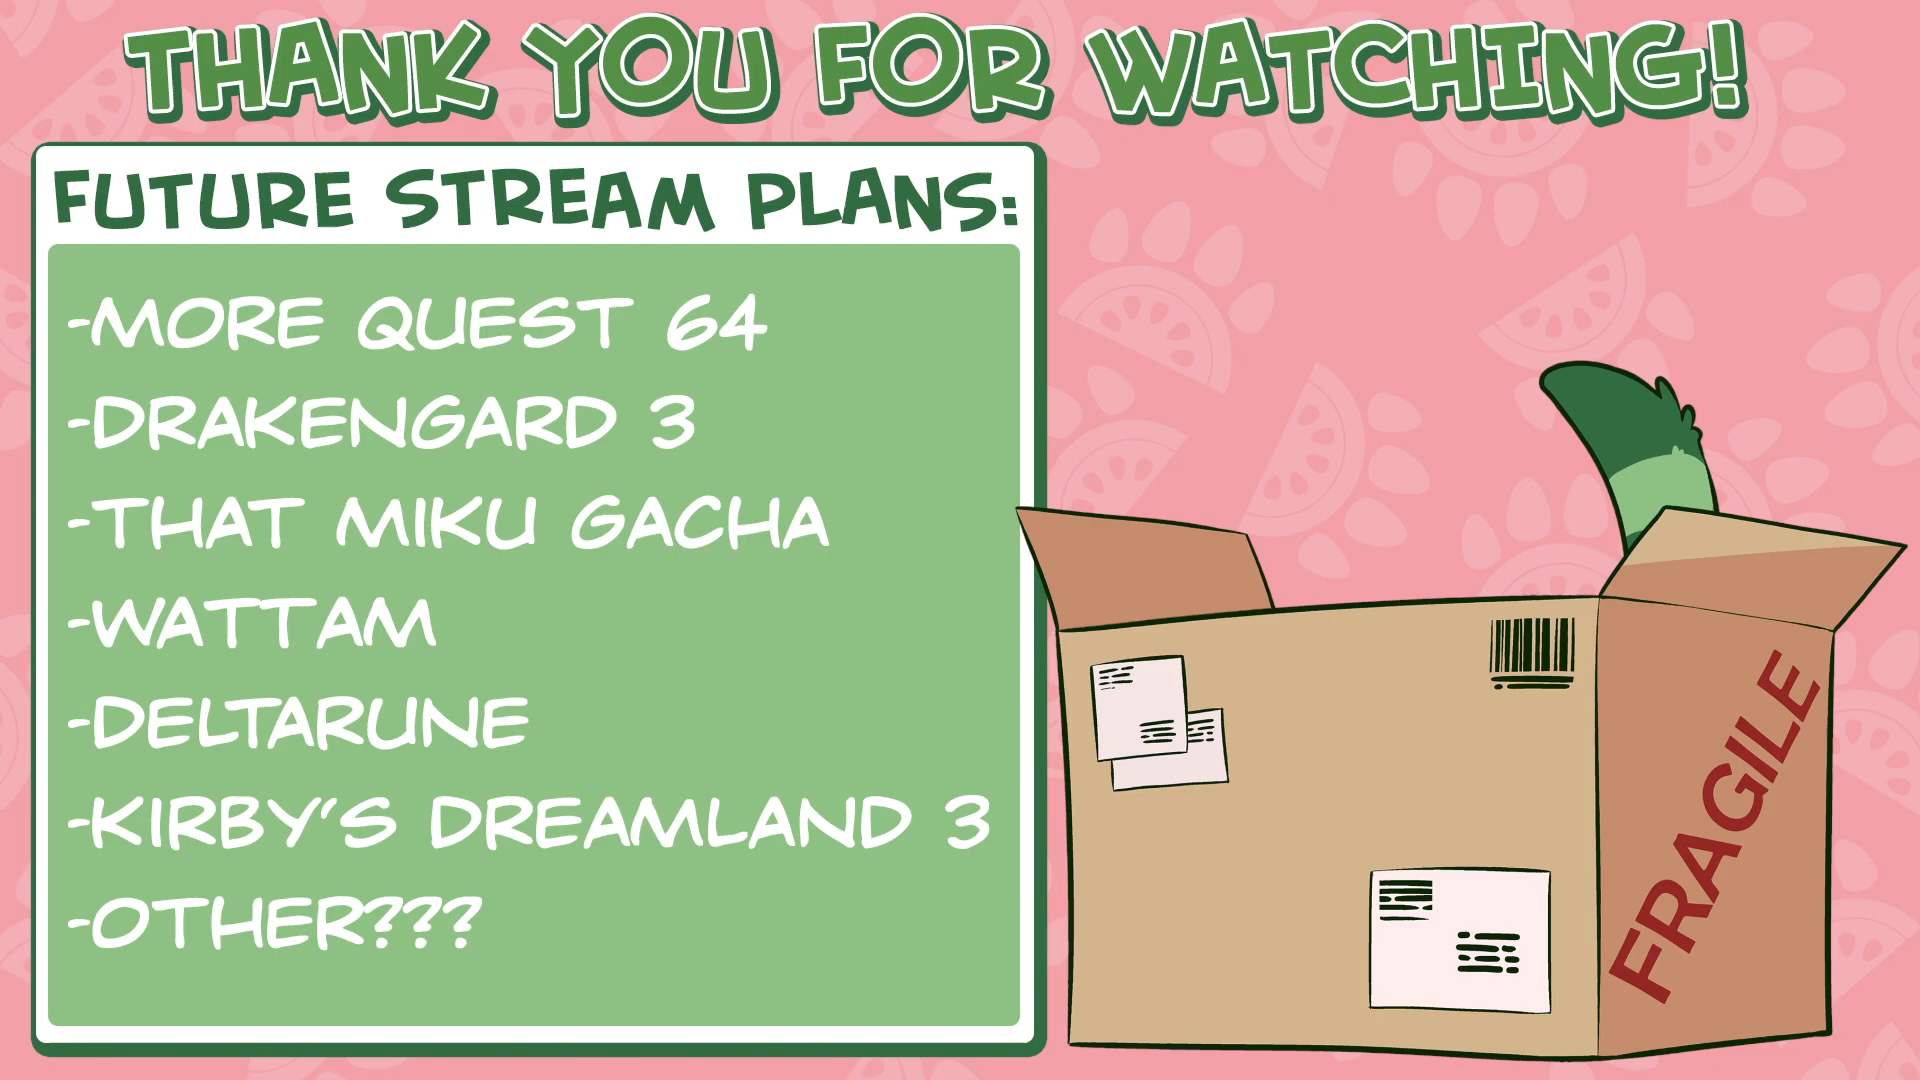 THANK YOU FOR WATCHING!
FUTURE STREAM PLANS:
-MORE QUEST 64
-DRAKENGARD 3
-THAT MIKU GACHA
-WATTAM
-DELTARUNE
-KIRBY'S DREAMLAND 3
-OTHER???
FRAGILE